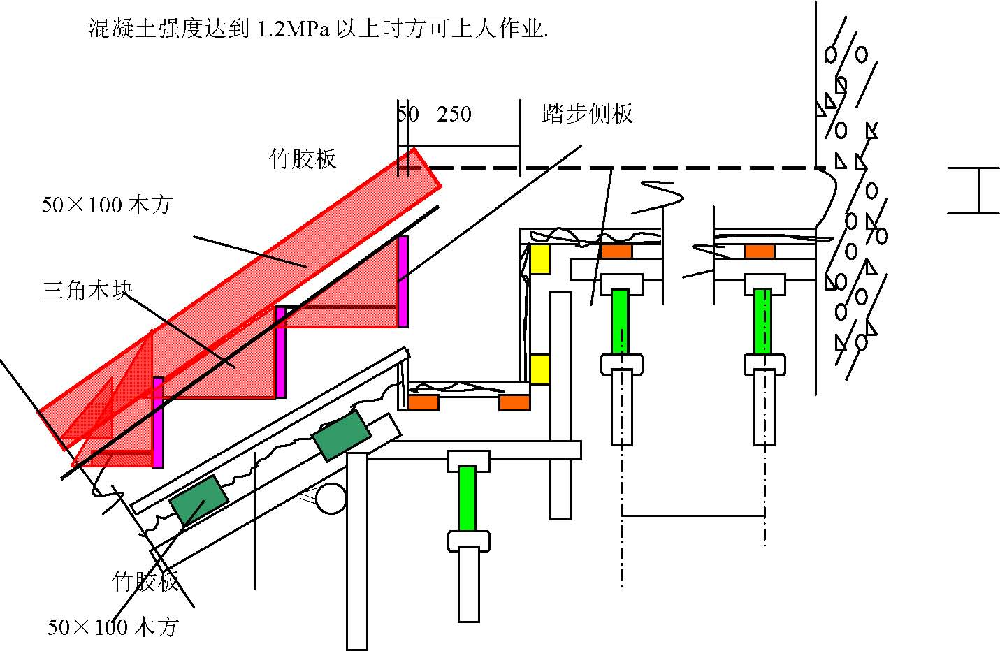 混凝土强度达到 1.2MPa 以上时方可上人作业.
50 250 踏步侧板
竹胶板
50×100 木方
三角木块
竹胶板
50×100 木方